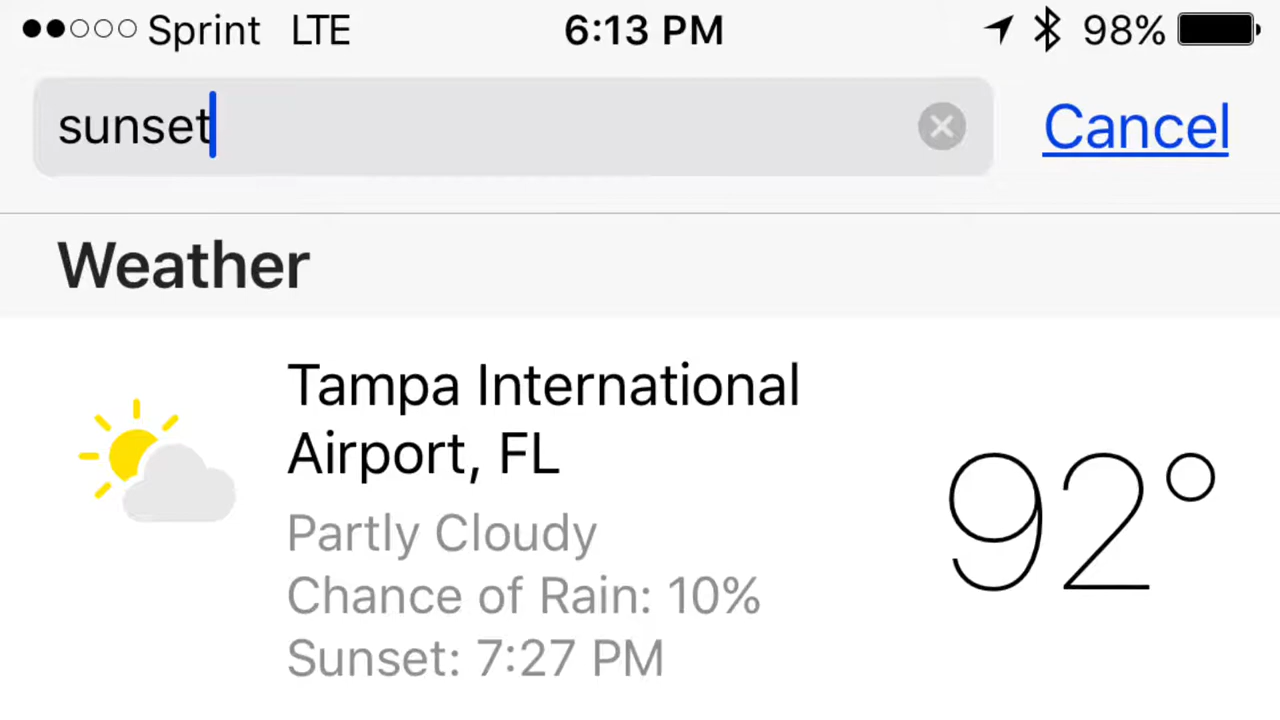 Sprint LTE 6:13 PM 98%
sunset Cancel
Weather
Tampa International
Airport, FL
92°
Partly Cloudy
Chance of Rain: 10%
Sunset: 7:27 PM